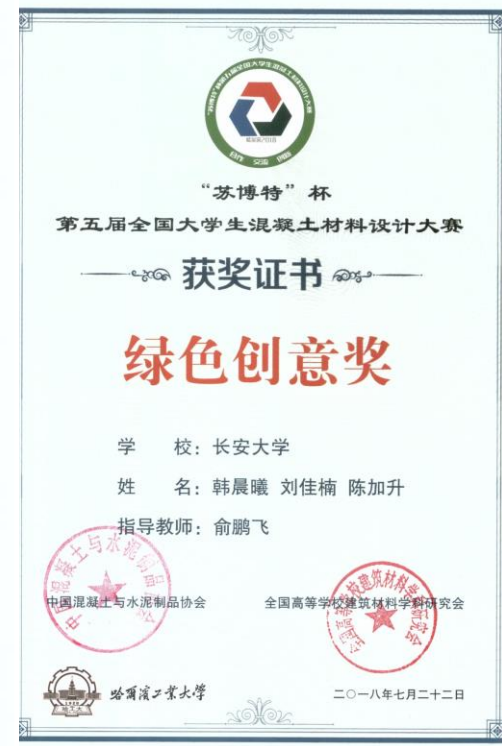 “苏博特”杯
第五届全国大学生混凝土材料设计大赛
获奖证书
绿色创意奖
学 校：长安大学
姓 名：韩晨曦 刘佳楠 陈加升
指导教师：俞鹏飞
中国混凝土与水泥制品协会
全国高等学校建筑材料学科研究会
哈尔滨工业大学
二〇一八年七月二十二日